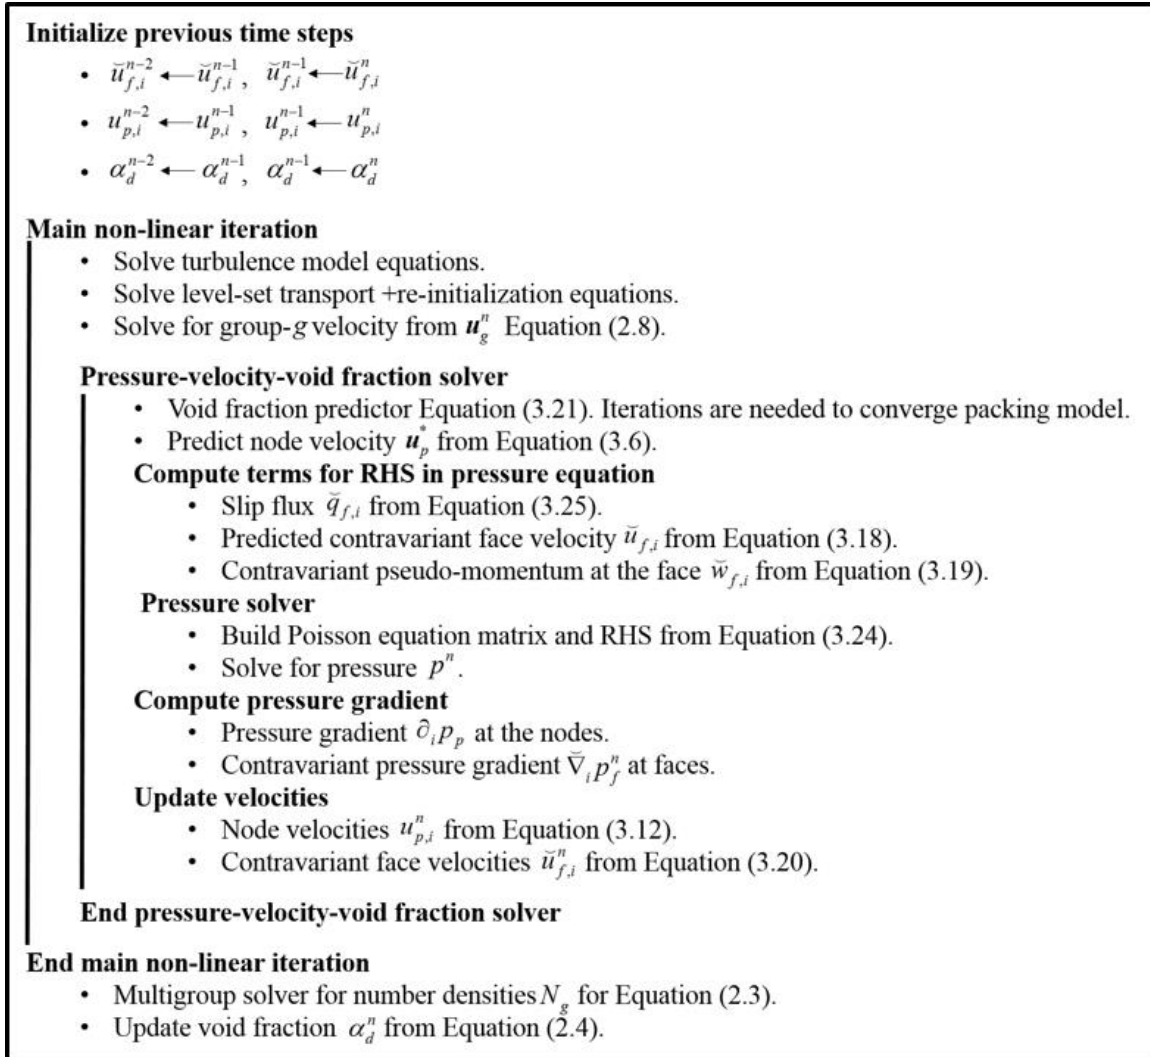 Initialize previous time steps
• ŭ_{f,i}^{n-2} ← ŭ_{f,i}^{n-1}, ŭ_{f,i}^{n-1} ← ŭ_{f,i}^{n}
• u_{p,i}^{n-2} ← u_{p,i}^{n-1}, u_{p,i}^{n-1} ← u_{p,i}^{n}
• α_d^{n-2} ← α_d^{n-1}, α_d^{n-1} ← α_d^{n}
Main non-linear iteration
• Solve turbulence model equations.
• Solve level-set transport +re-initialization equations.
• Solve for group-g velocity from u_g^n Equation (2.8).
Pressure-velocity-void fraction solver
• Void fraction predictor Equation (3.21). Iterations are needed to converge packing model.
• Predict node velocity u_p^* from Equation (3.6).
Compute terms for RHS in pressure equation
• Slip flux q̆_{f,i} from Equation (3.25).
• Predicted contravariant face velocity ŭ_{f,i} from Equation (3.18).
• Contravariant pseudo-momentum at the face w̆_{f,i} from Equation (3.19).
Pressure solver
• Build Poisson equation matrix and RHS from Equation (3.24).
• Solve for pressure p^n.
Compute pressure gradient
• Pressure gradient ∂_i p_p at the nodes.
• Contravariant pressure gradient ∇̆_i p_f^n at faces.
Update velocities
• Node velocities u_{p,i}^n from Equation (3.12).
• Contravariant face velocities ŭ_{f,i}^n from Equation (3.20).
End pressure-velocity-void fraction solver
End main non-linear iteration
• Multigroup solver for number densities N_g for Equation (2.3).
• Update void fraction α_d^n from Equation (2.4).